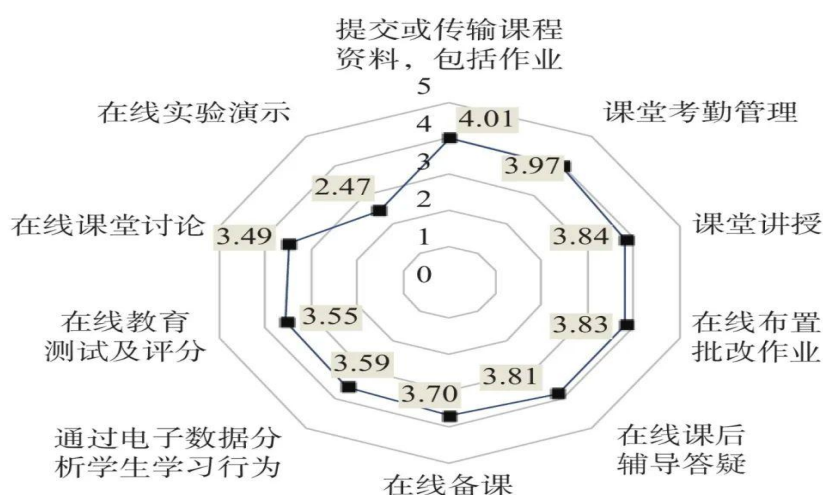 提交或传输课程
资料，包括作业
5
在线实验演示
课堂考勤管理
4
4.01
3
3.97
2.47
2
在线课堂讨论
3.49
1
3.84
课堂讲授
0
在线教育
测试及评分
3.55
3.83
在线布置
批改作业
3.59
3.70
3.81
通过电子数据分
析学生学习行为
在线课后
辅导答疑
在线备课